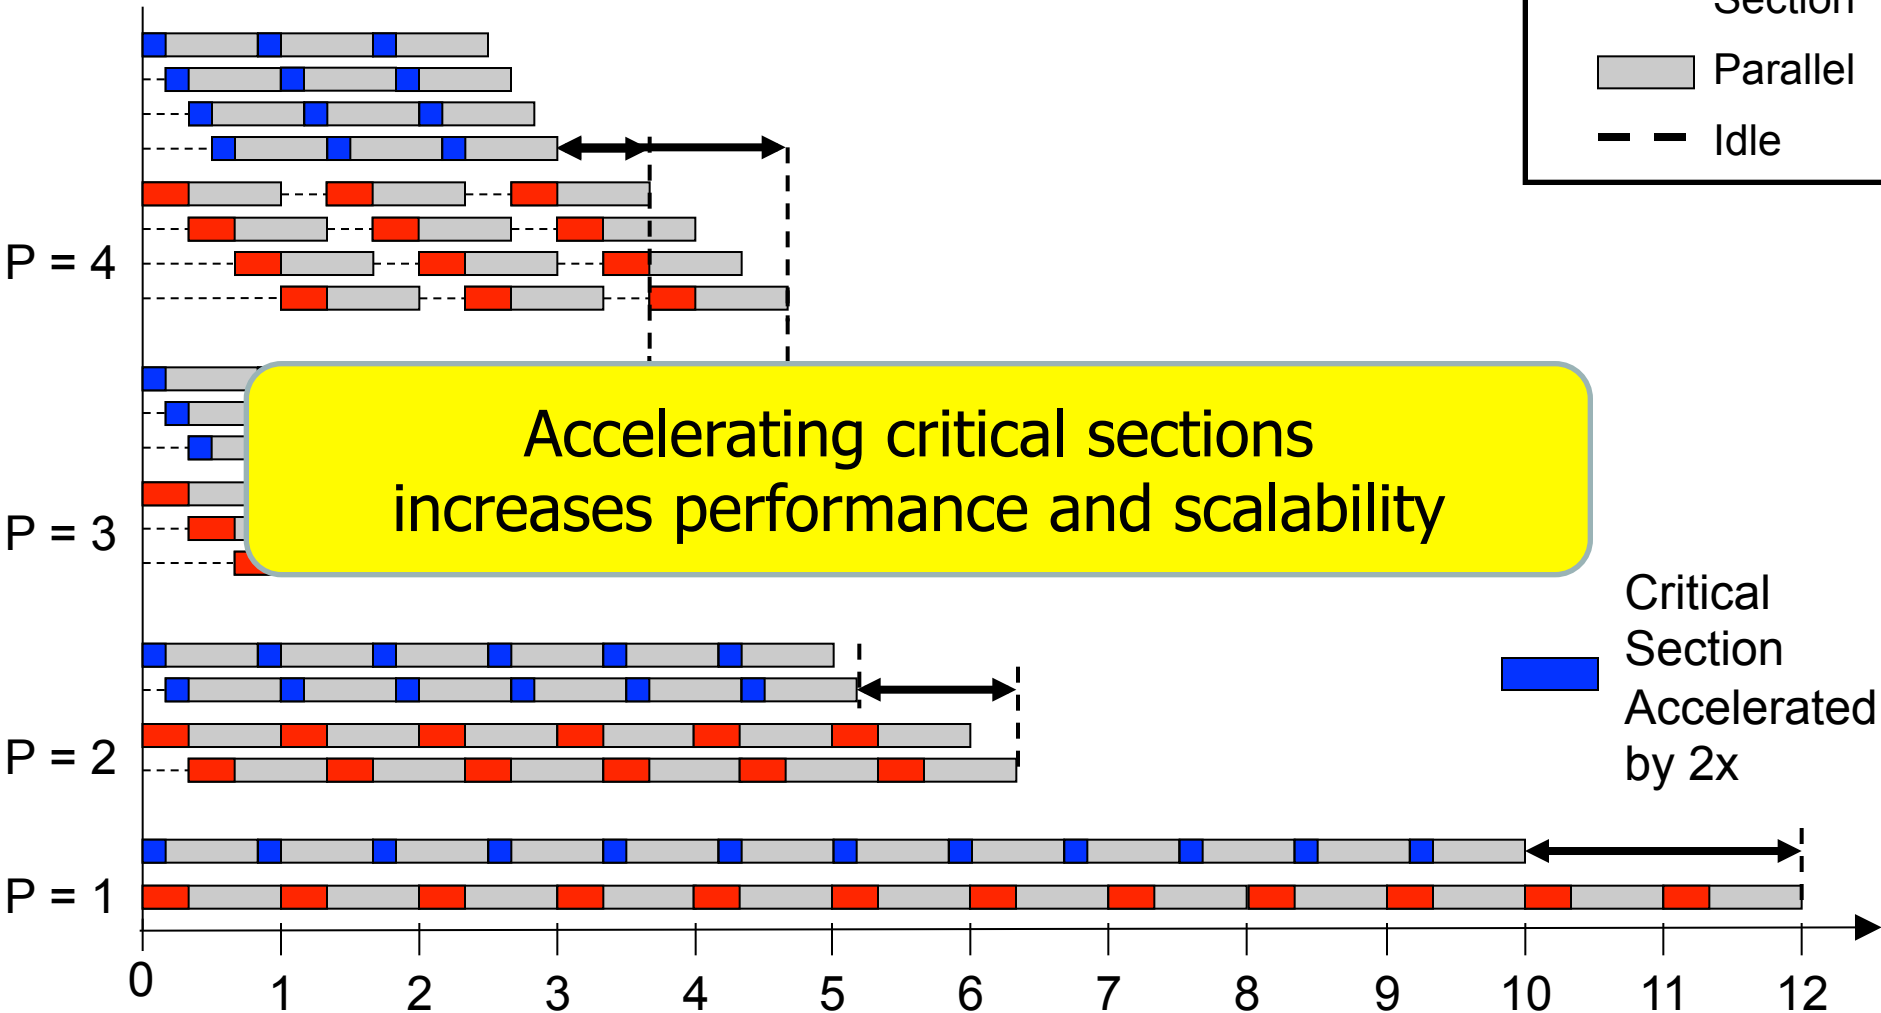 Section
Parallel
Idle
P = 4
Accelerating critical sections
increases performance and scalability
P = 3
Critical
Section
Accelerated
by 2x
P = 2
P = 1
0 1 2 3 4 5 6 7 8 9 10 11 12